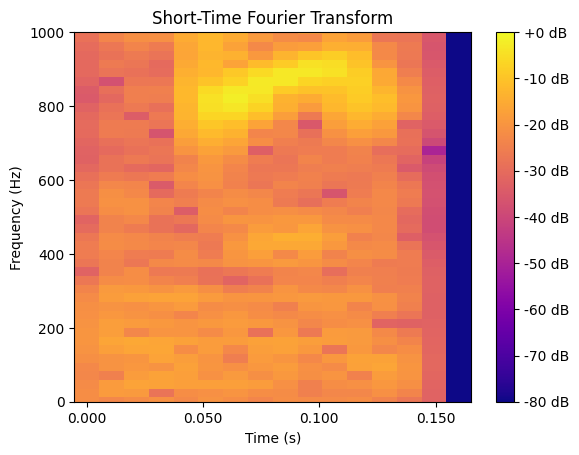 Short-Time Fourier Transform
1000
800
600
400
200
0
Frequency (Hz)
0.000
0.050
0.100
0.150
Time (s)
+0 dB
-10 dB
-20 dB
-30 dB
-40 dB
-50 dB
-60 dB
-70 dB
-80 dB